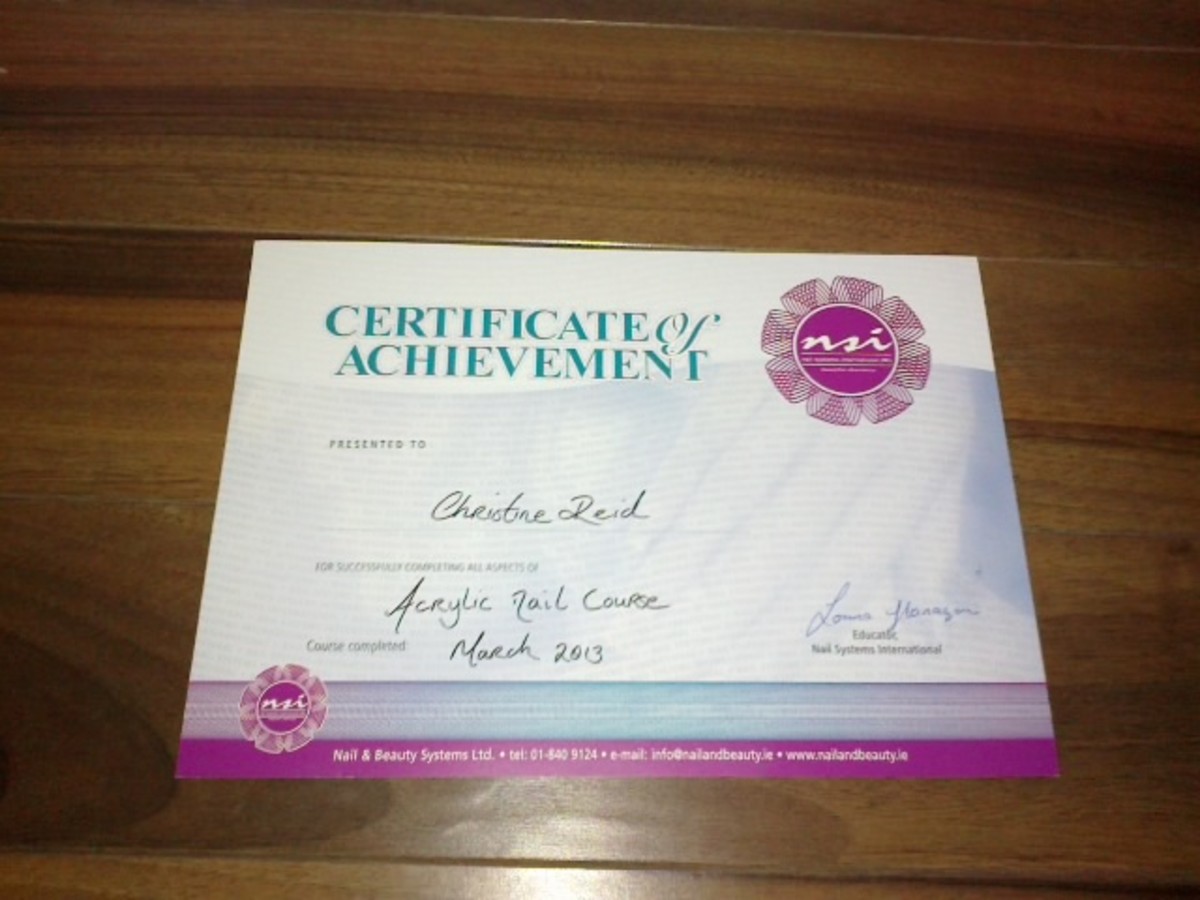 CERTIFICATE of
ACHIEVEMENT
nsi
PRESENTED TO
Christine Reid
FOR SUCCESSFULLY COMPLETING ALL ASPECTS OF
Acrylic Nail Course
Course completed: March 2013
Educator,
Nail Systems International
nsi
Nail & Beauty Systems Ltd. • tel: 01-840 9124 • e-mail: info@nailandbeauty.ie • www.nailandbeauty.ie